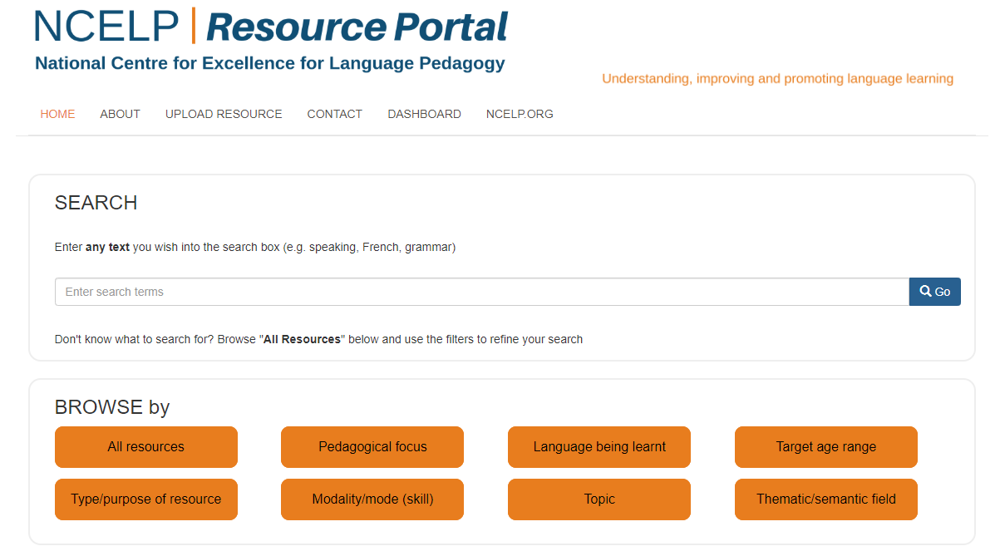 NCELP | Resource Portal
National Centre for Excellence for Language Pedagogy
Understanding, improving and promoting language learning
HOME ABOUT UPLOAD RESOURCE CONTACT DASHBOARD NCELP.ORG
SEARCH
Enter any text you wish into the search box (e.g. speaking, French, grammar)
Enter search terms Go
Don't know what to search for? Browse "All Resources" below and use the filters to refine your search
BROWSE by
All resources Pedagogical focus Language being learnt Target age range
Type/purpose of resource Modality/mode (skill) Topic Thematic/semantic field